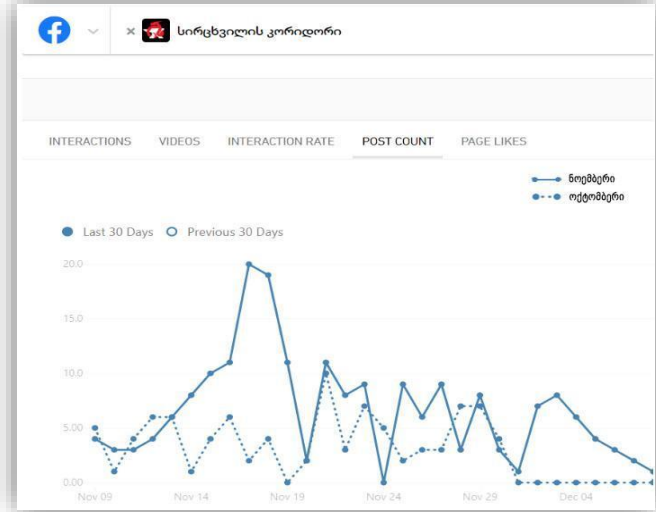 სირცხვილის კორიდორი
INTERACTIONS VIDEOS INTERACTION RATE POST COUNT PAGE LIKES
ნოემბერი
ოქტომბერი
Last 30 Days Previous 30 Days
20.0
15.0
10.0
5.00
0.00
Nov 09 Nov 14 Nov 19 Nov 24 Nov 29 Dec 04